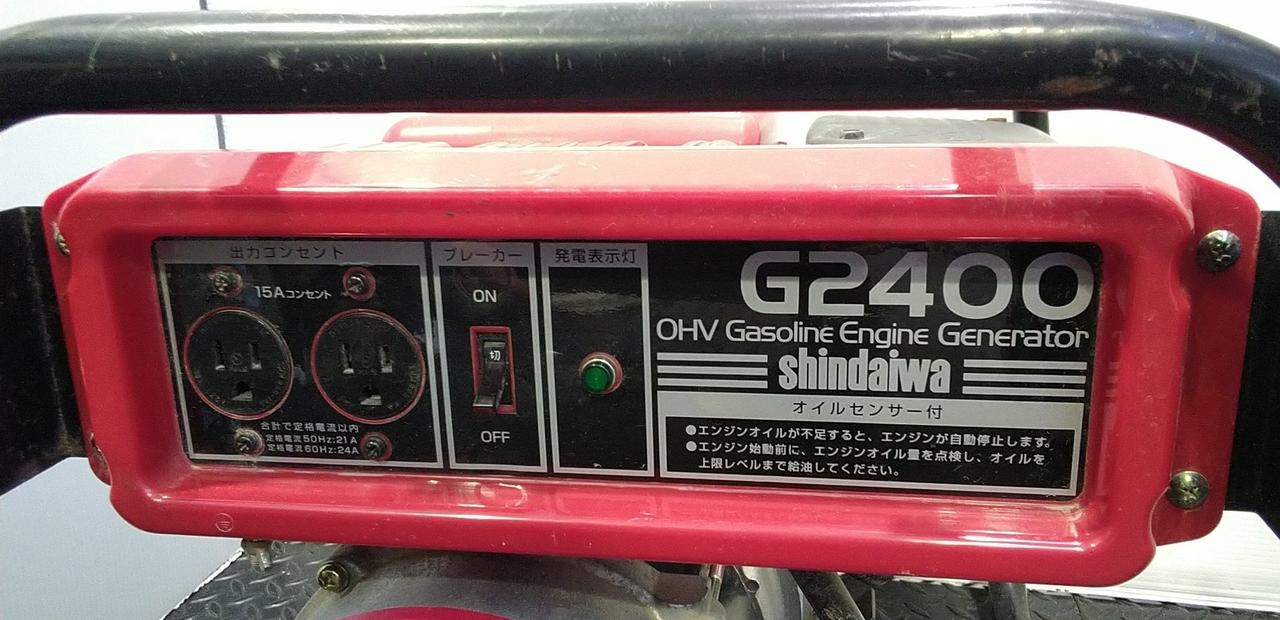 出力コンセント
15Aコンセント
合計で定格電流以内
定格電流50Hz:21A
定格電流60Hz:24A
ブレーカー
ON
切
OFF
発電表示灯
G2400
OHV Gasoline Engine Generator
shindaiwa
オイルセンサー付
●エンジンオイルが不足すると、エンジンが自動停止します。
●エンジン始動前に、エンジンオイル量を点検し、オイルを
上限レベルまで給油してください。